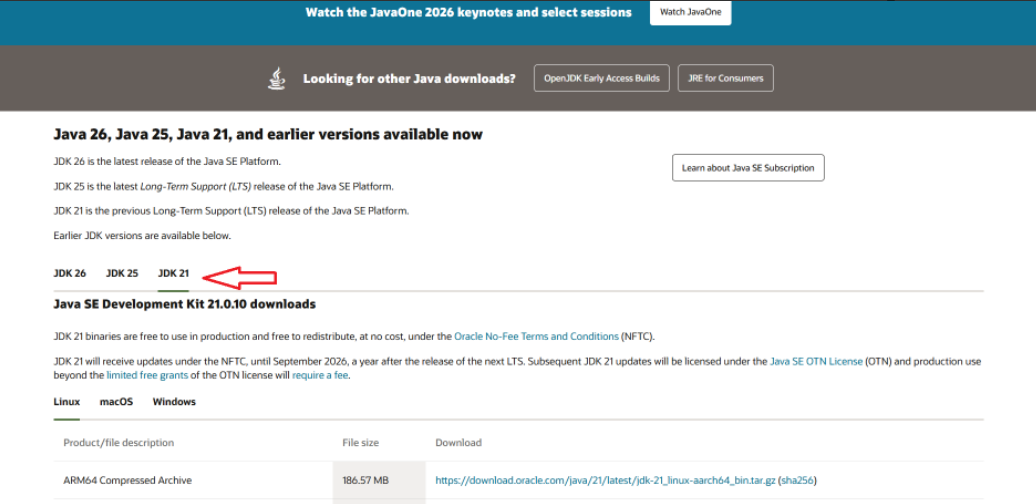 Watch the JavaOne 2026 keynotes and select sessions Watch JavaOne
Looking for other Java downloads? OpenJDK Early Access Builds JRE for Consumers
Java 26, Java 25, Java 21, and earlier versions available now
JDK 26 is the latest release of the Java SE Platform.
Learn about Java SE Subscription
JDK 25 is the latest Long-Term Support (LTS) release of the Java SE Platform.
JDK 21 is the previous Long-Term Support (LTS) release of the Java SE Platform.
Earlier JDK versions are available below.
JDK 26 JDK 25 JDK 21
Java SE Development Kit 21.0.10 downloads
JDK 21 binaries are free to use in production and free to redistribute, at no cost, under the Oracle No-Fee Terms and Conditions (NFTC).
JDK 21 will receive updates under the NFTC, until September 2026, a year after the release of the next LTS. Subsequent JDK 21 updates will be licensed under the Java SE OTN License (OTN) and production use
beyond the limited free grants of the OTN license will require a fee.
Linux macOS Windows
Product/file description File size Download
ARM64 Compressed Archive 186.57 MB https://download.oracle.com/java/21/latest/jdk-21_linux-aarch64_bin.tar.gz (sha256)